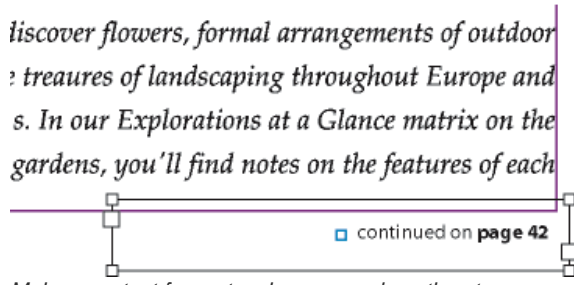 discover flowers, formal arrangements of outdoor
treaures of landscaping throughout Europe and
s. In our Explorations at a Glance matrix on the
gardens, you'll find notes on the features of each
continued on page 42